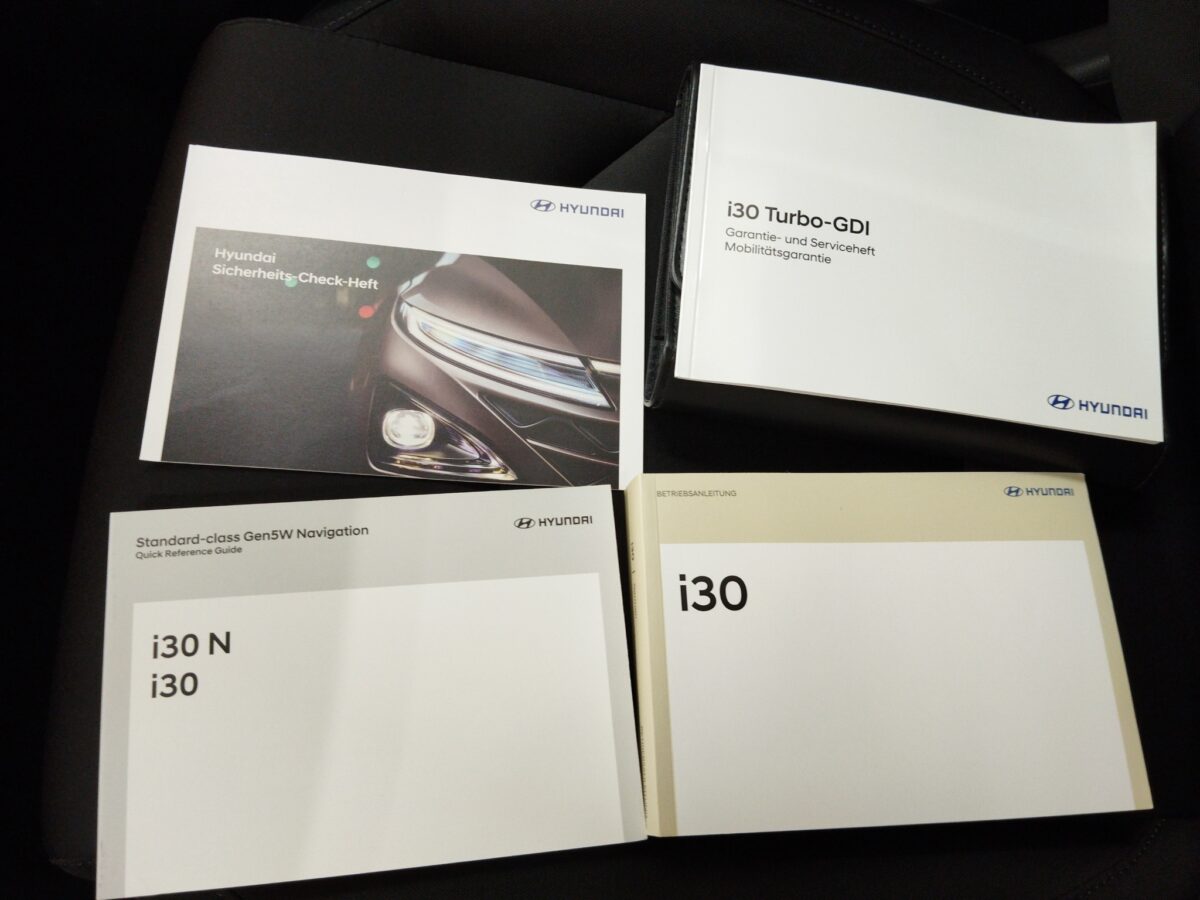 HYUNDAI
Hyundai
Sicherheits-Check-Heft
i30 Turbo-GDI
Garantie- und Serviceheft
Mobilitätsgarantie
HYUNDAI
Standard-class Gen5W Navigation
Quick Reference Guide
HYUNDAI
i30 N
i30
BETRIEBSANLEITUNG
HYUNDAI
i30